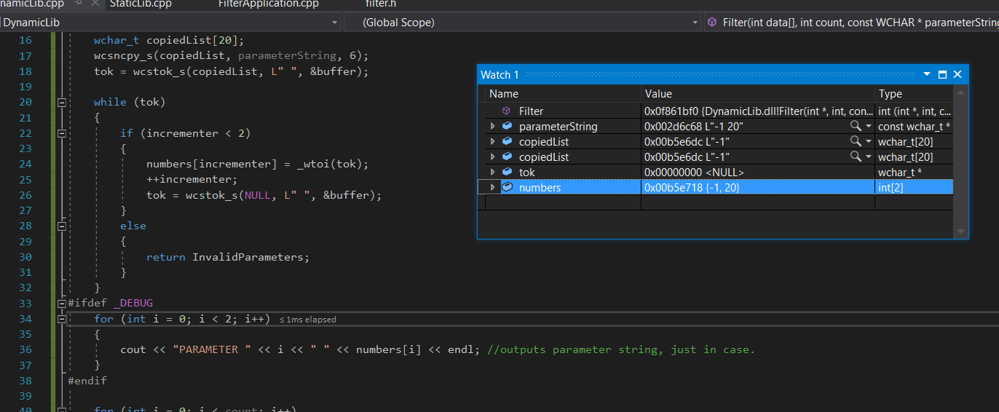 namicLib.cpp StaticLib.cpp FilterApplication.cpp filter.h
DynamicLib (Global Scope) Filter(int data[], int count, const WCHAR * parameterString
16 wchar_t copiedList[20];
17 wcsncpy_s(copiedList, parameterString, 6);
18 tok = wcstok_s(copiedList, L" ", &buffer);
19
20 while (tok)
21 {
22 if (incrementer < 2)
23 {
24 numbers[incrementer] = _wtoi(tok);
25 ++incrementer;
26 tok = wcstok_s(NULL, L" ", &buffer);
27 }
28 else
29 {
30 return InvalidParameters;
31 }
32 }
33 #ifdef _DEBUG
34 for (int i = 0; i < 2; i++) ≤1ms elapsed
35 {
36 cout << "PARAMETER " << i << " " << numbers[i] << endl; //outputs parameter string, just in case.
37 }
38 #endif
39
40 for (int i = 0; i < count; i++)
Watch 1
Name Value Type
Filter 0x0f861bf0 {DynamicLib.dll!Filter(int *, int, con... int (int *, int, c...
parameterString 0x002d6c68 L"-1 20" const wchar_t *
copiedList 0x00b5e6dc L"-1" wchar_t[20]
copiedList 0x00b5e6dc L"-1" wchar_t[20]
tok 0x00000000 <NULL> wchar_t *
numbers 0x00b5e718 {-1, 20} int[2]